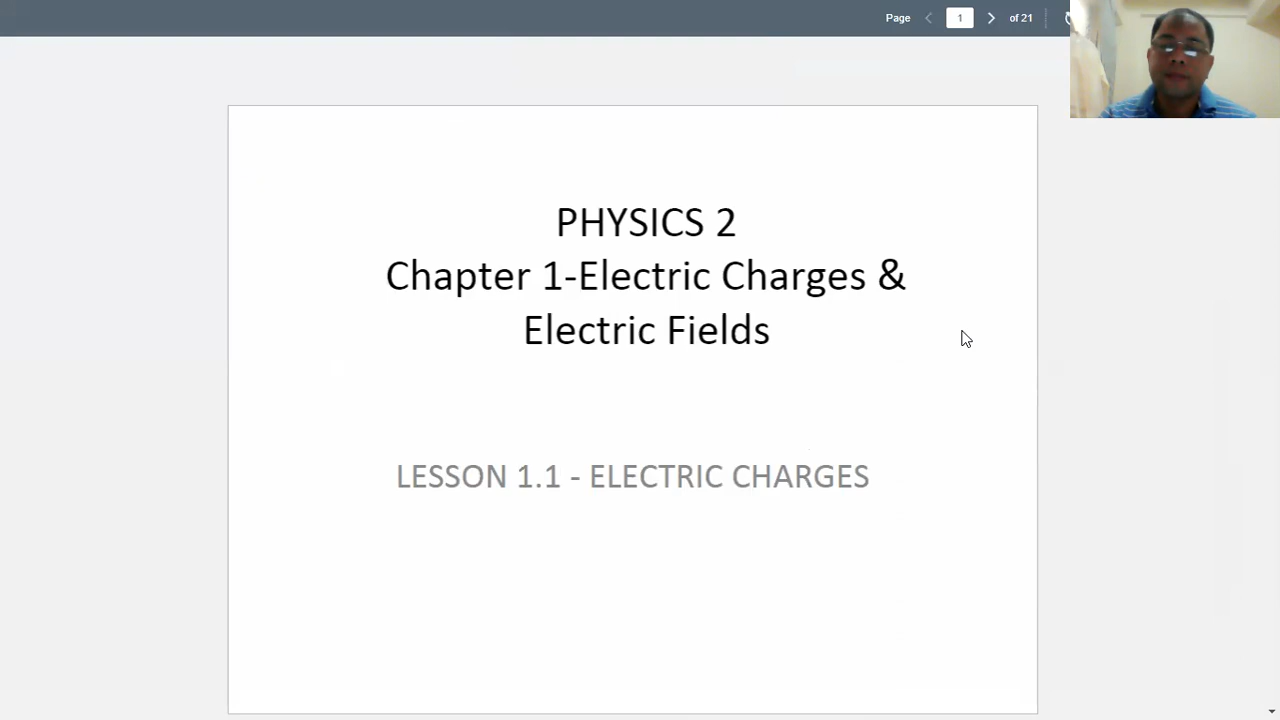 Page 1 of 21
PHYSICS 2
Chapter 1-Electric Charges &
Electric Fields
LESSON 1.1 - ELECTRIC CHARGES